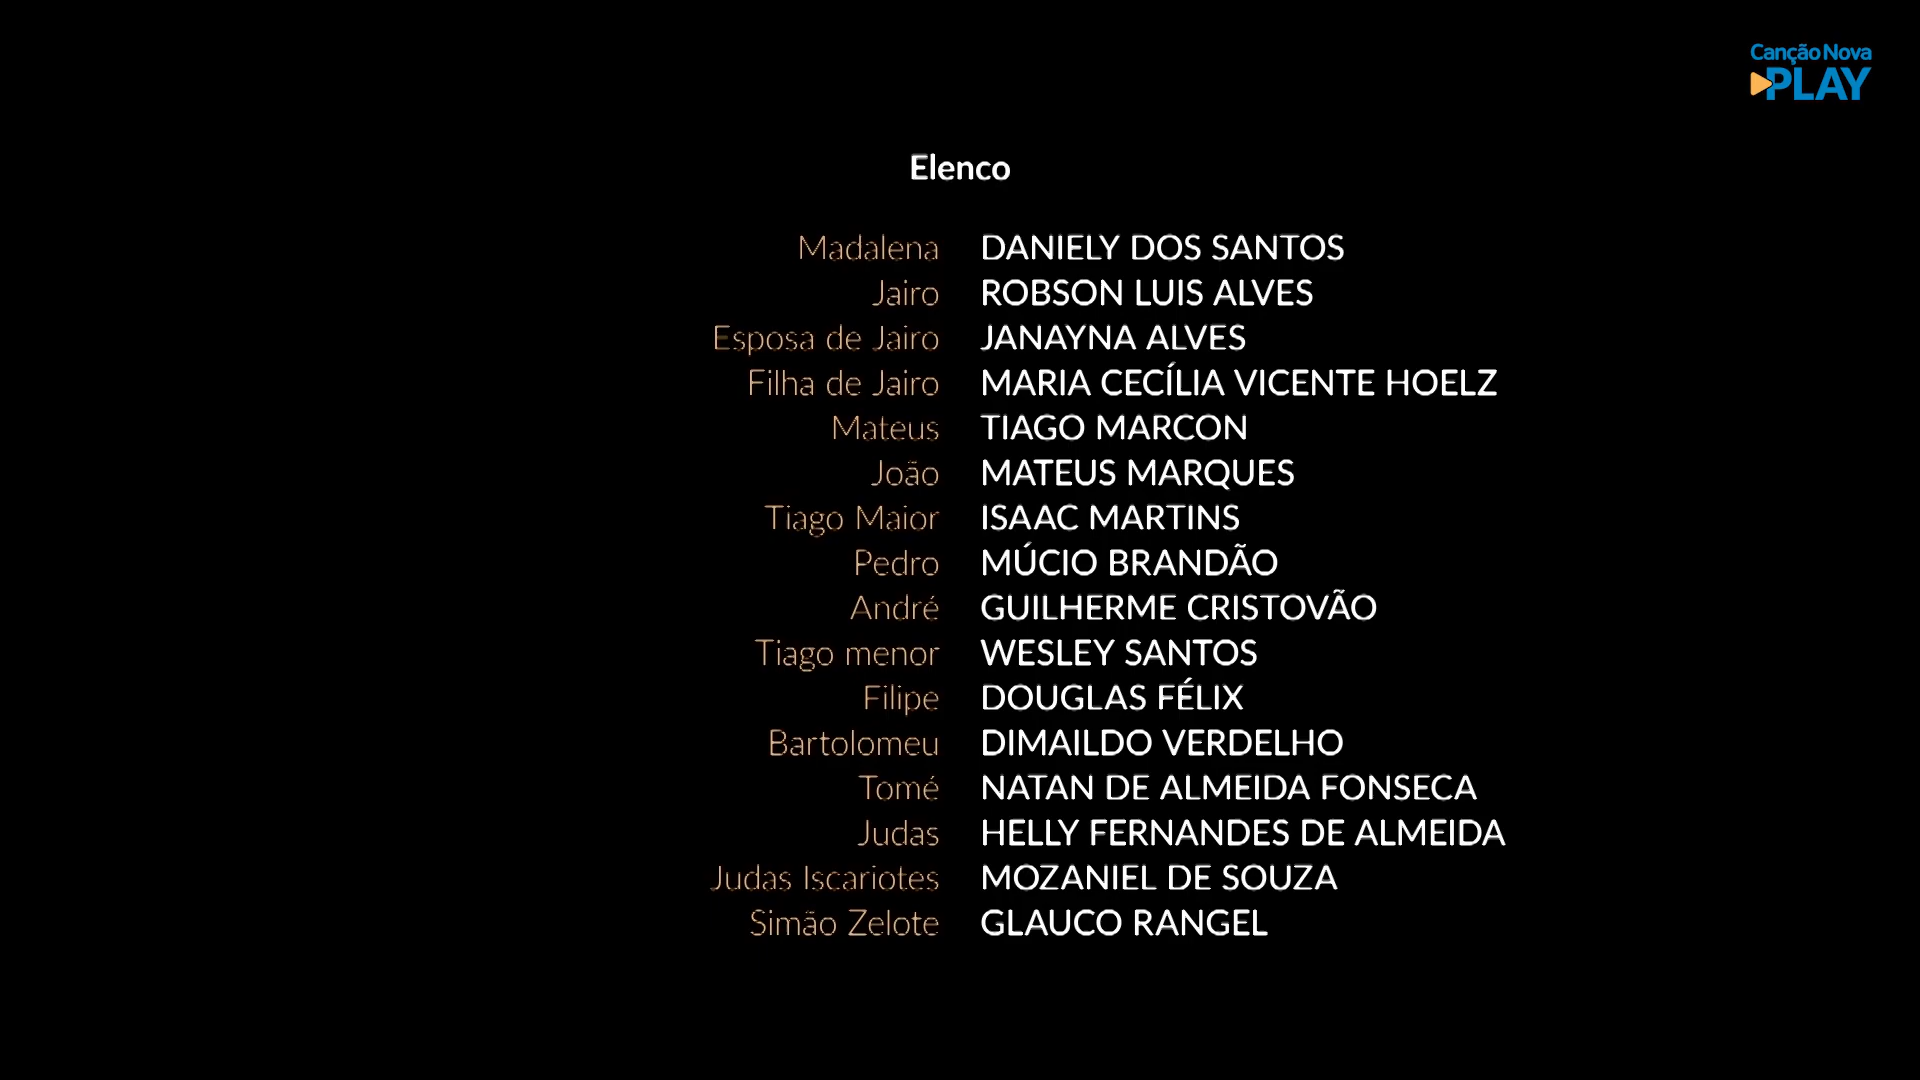 Canção Nova
PLAY
Elenco
Madalena DANIELY DOS SANTOS
Jairo ROBSON LUIS ALVES
Esposa de Jairo JANAYNA ALVES
Filha de Jairo MARIA CECÍLIA VICENTE HOELZ
Mateus TIAGO MARCON
João MATEUS MARQUES
Tiago Maior ISAAC MARTINS
Pedro MÚCIO BRANDÃO
André GUILHERME CRISTOVÃO
Tiago menor WESLEY SANTOS
Filipe DOUGLAS FÉLIX
Bartolomeu DIMAILDO VERDELHO
Tomé NATAN DE ALMEIDA FONSECA
Judas HELLY FERNANDES DE ALMEIDA
Judas Iscariotes MOZANIEL DE SOUZA
Simão Zelote GLAUCO RANGEL